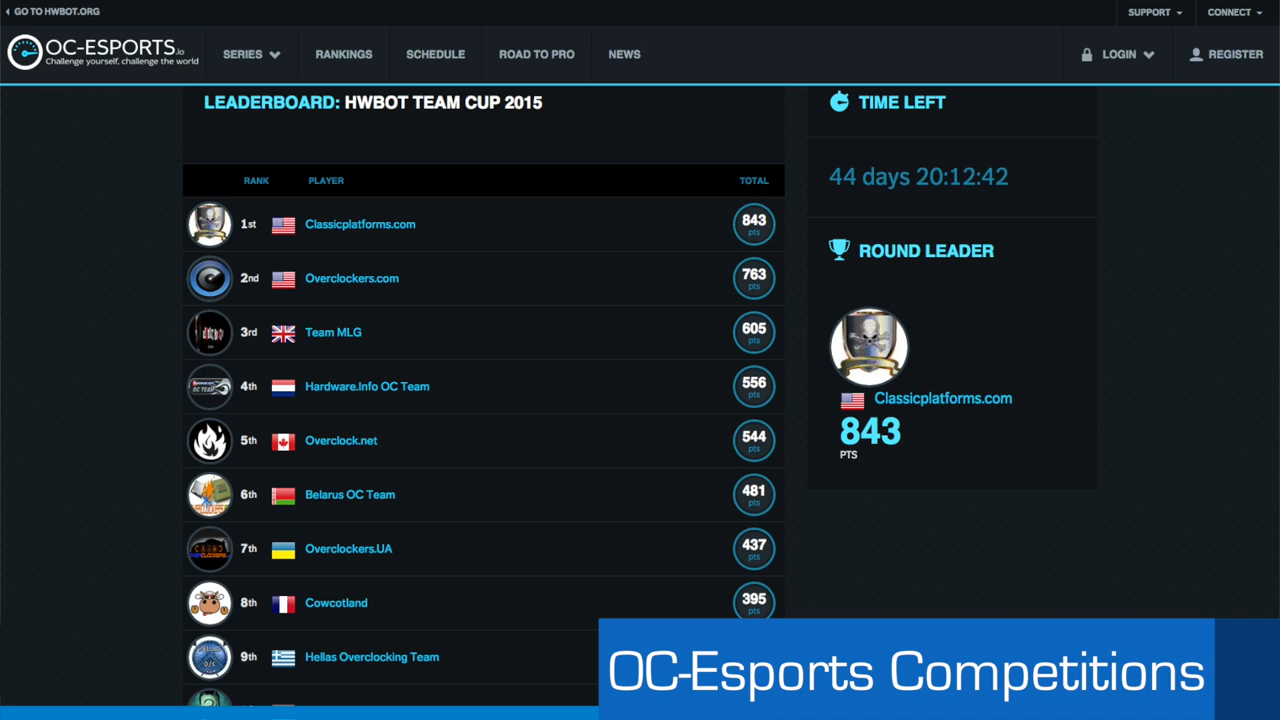 GO TO HWBOT.ORG
SUPPORT
CONNECT
OC-ESPORTS.io
Challenge yourself, challenge the world
SERIES
RANKINGS
SCHEDULE
ROAD TO PRO
NEWS
LOGIN
REGISTER
LEADERBOARD: HWBOT TEAM CUP 2015
RANK PLAYER TOTAL
1st Classicplatforms.com 843 pts
2nd Overclockers.com 763 pts
3rd Team MLG 605 pts
4th Hardware.Info OC Team 556 pts
5th Overclock.net 544 pts
6th Belarus OC Team 481 pts
7th Overclockers.UA 437 pts
8th Cowcotland 395 pts
9th Hellas Overclocking Team
TIME LEFT
44 days 20:12:42
ROUND LEADER
Classicplatforms.com
843
PTS
OC-Esports Competitions